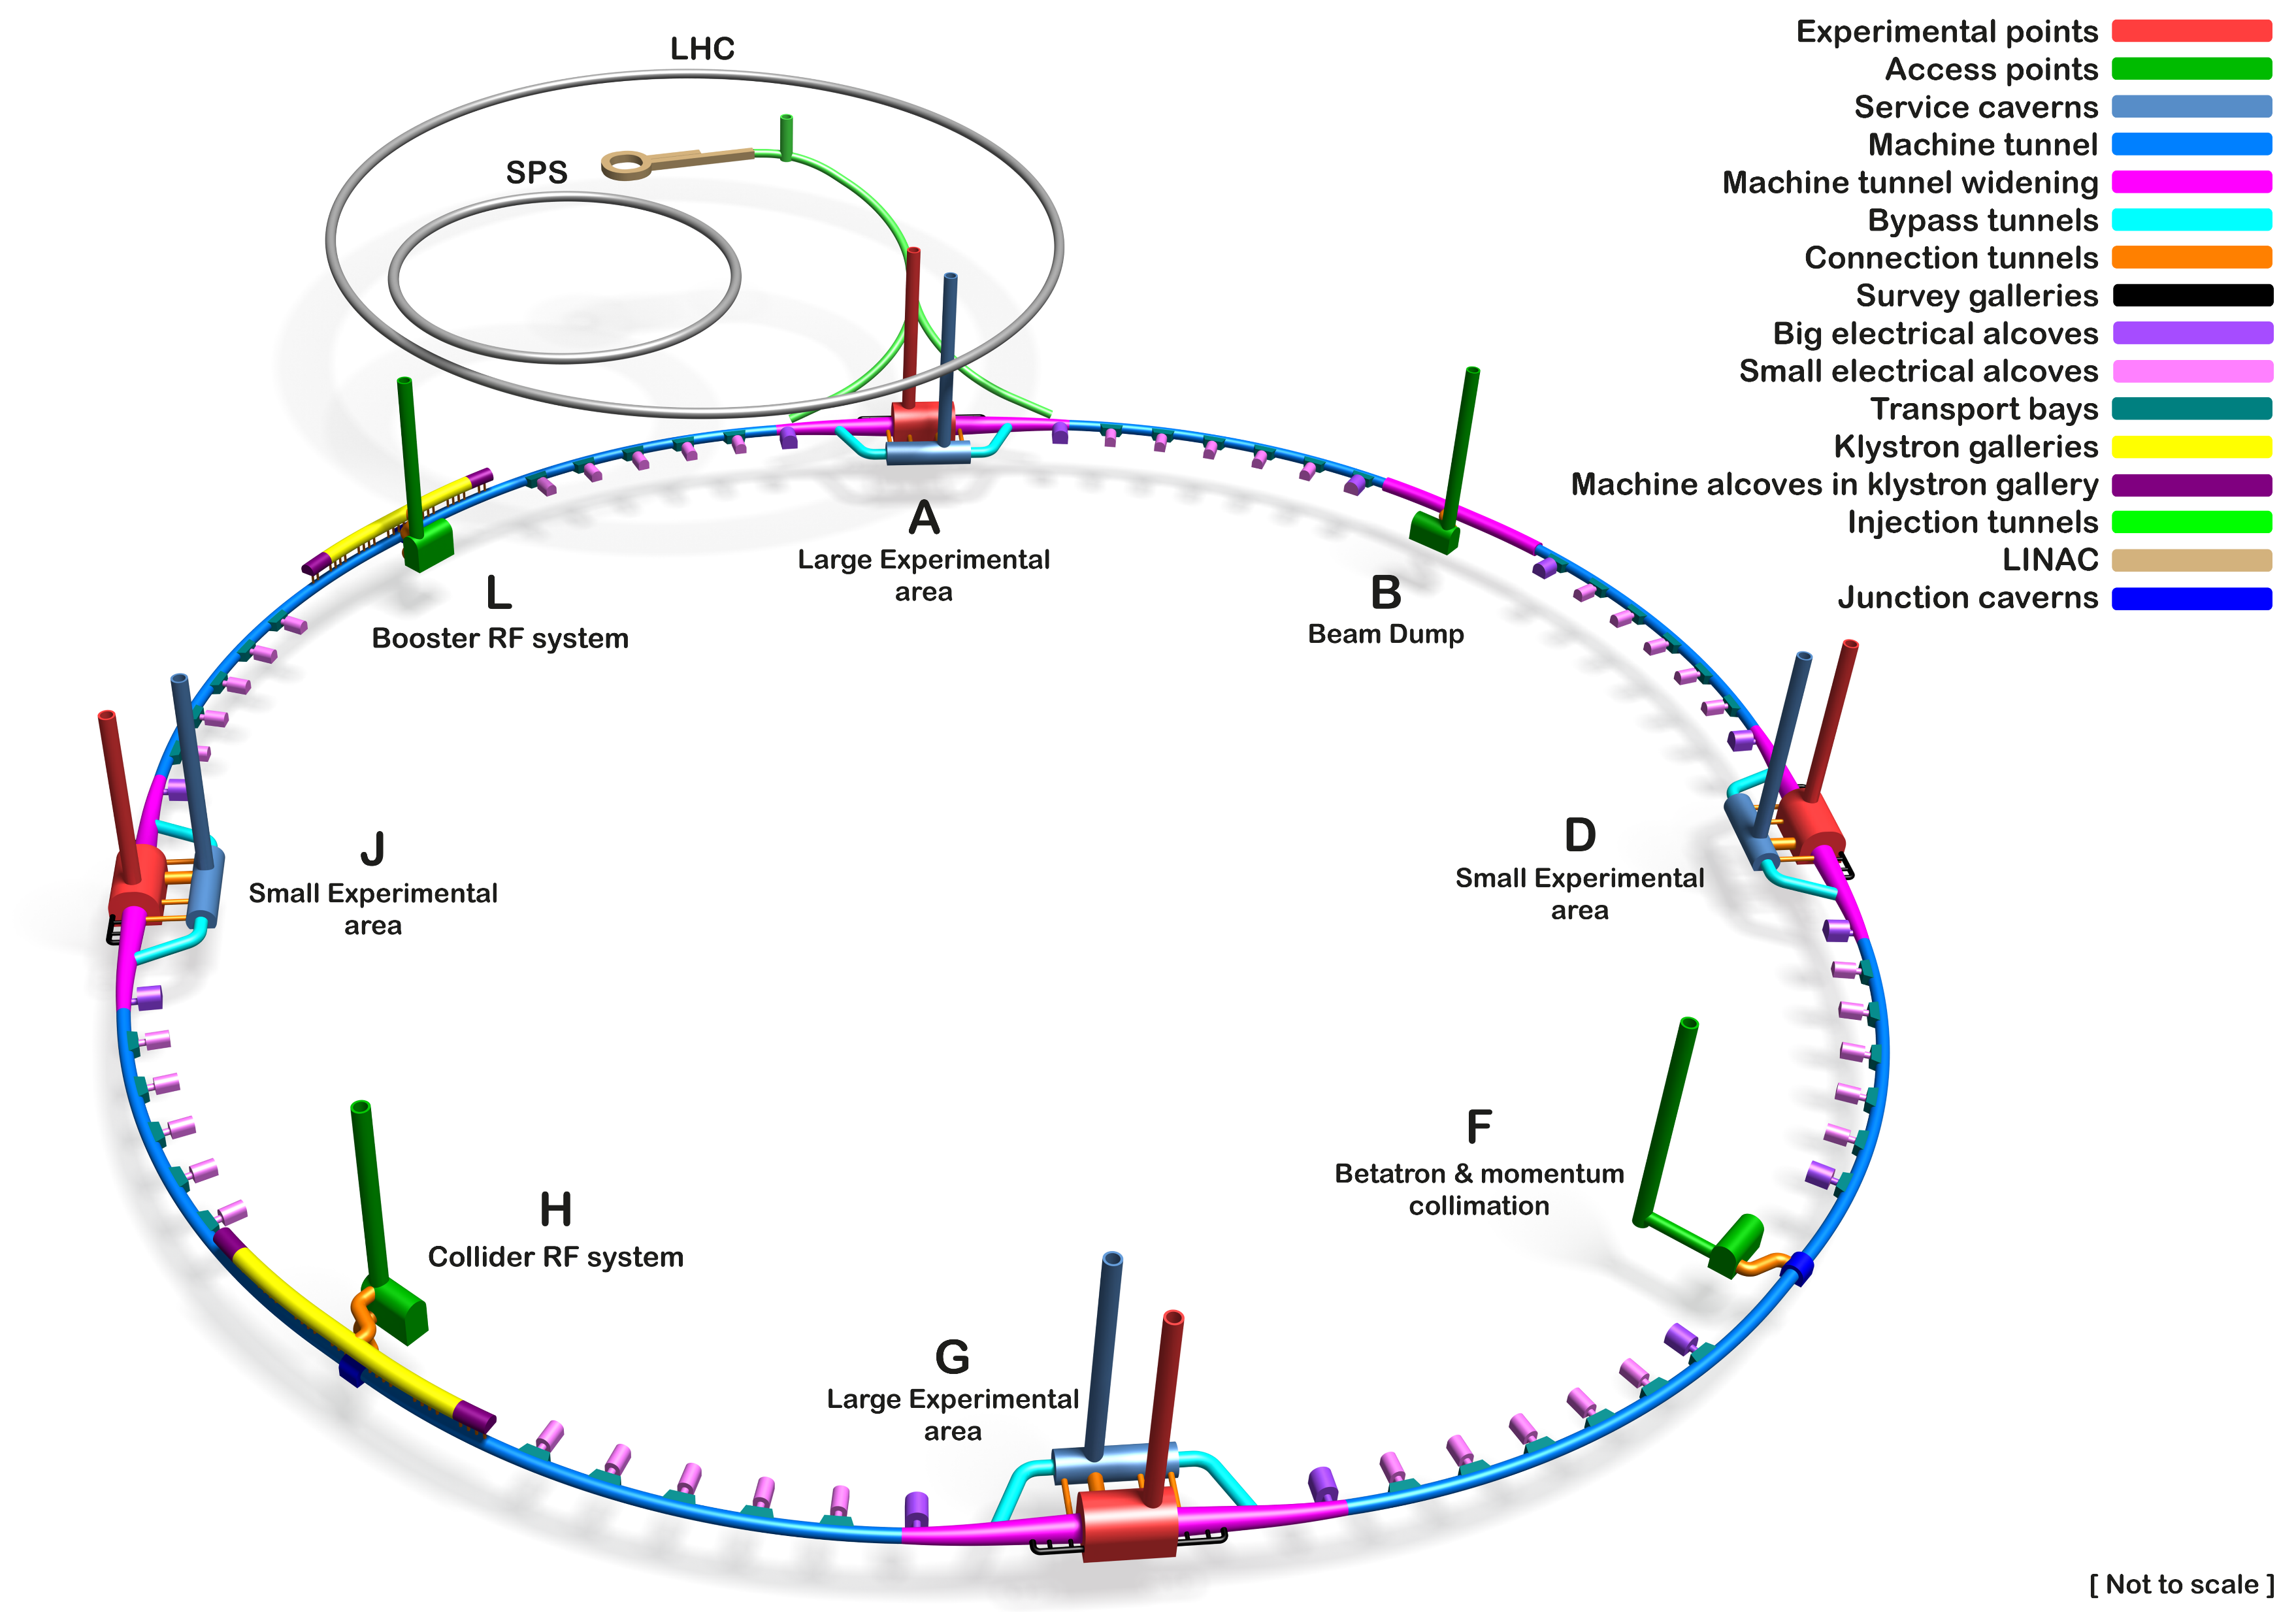 LHC
SPS
Experimental points
Access points
Service caverns
Machine tunnel
Machine tunnel widening
Bypass tunnels
Connection tunnels
Survey galleries
Big electrical alcoves
Small electrical alcoves
Transport bays
Klystron galleries
Machine alcoves in klystron gallery
Injection tunnels
LINAC
Junction caverns
A
Large Experimental
area
L
Booster RF system
B
Beam Dump
J
Small Experimental
area
D
Small Experimental
area
F
Betatron & momentum
collimation
H
Collider RF system
G
Large Experimental
area
[ Not to scale ]